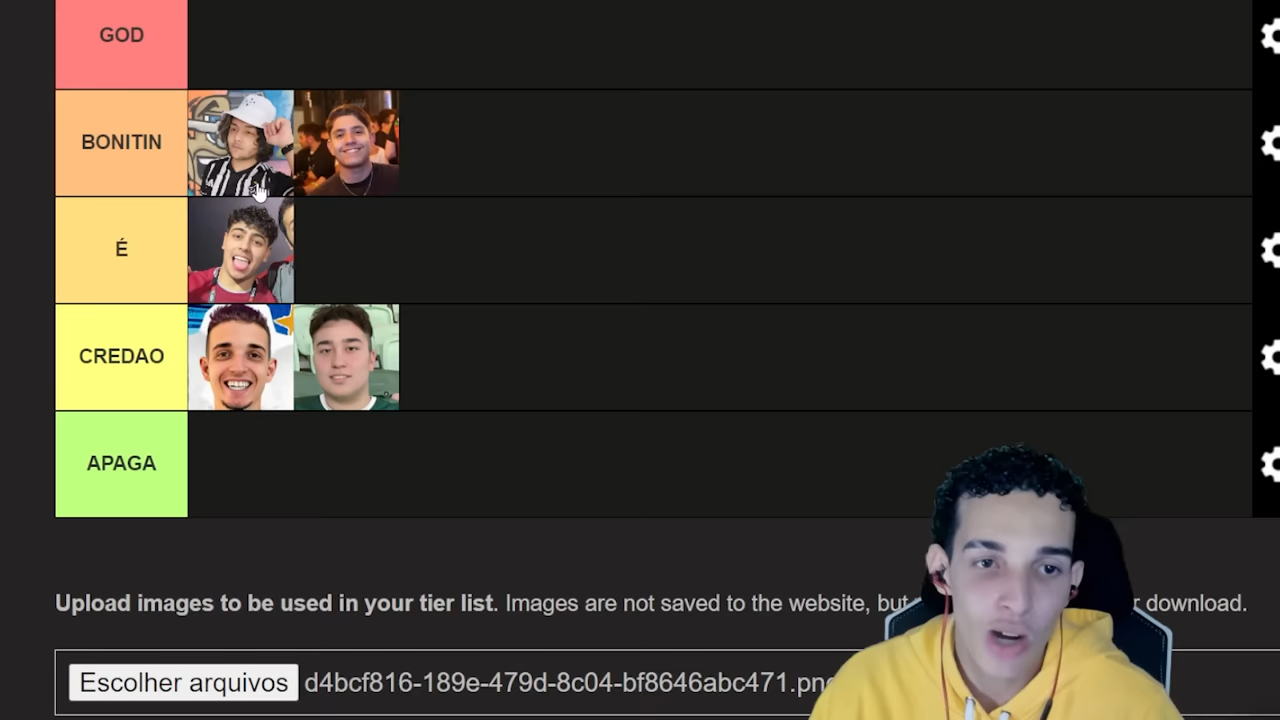 GOD
BONITIN
É
CREDAO
APAGA
Upload images to be used in your tier list. Images are not saved to the website, but r download.
Escolher arquivos d4bcf816-189e-479d-8c04-bf8646abc471.pn